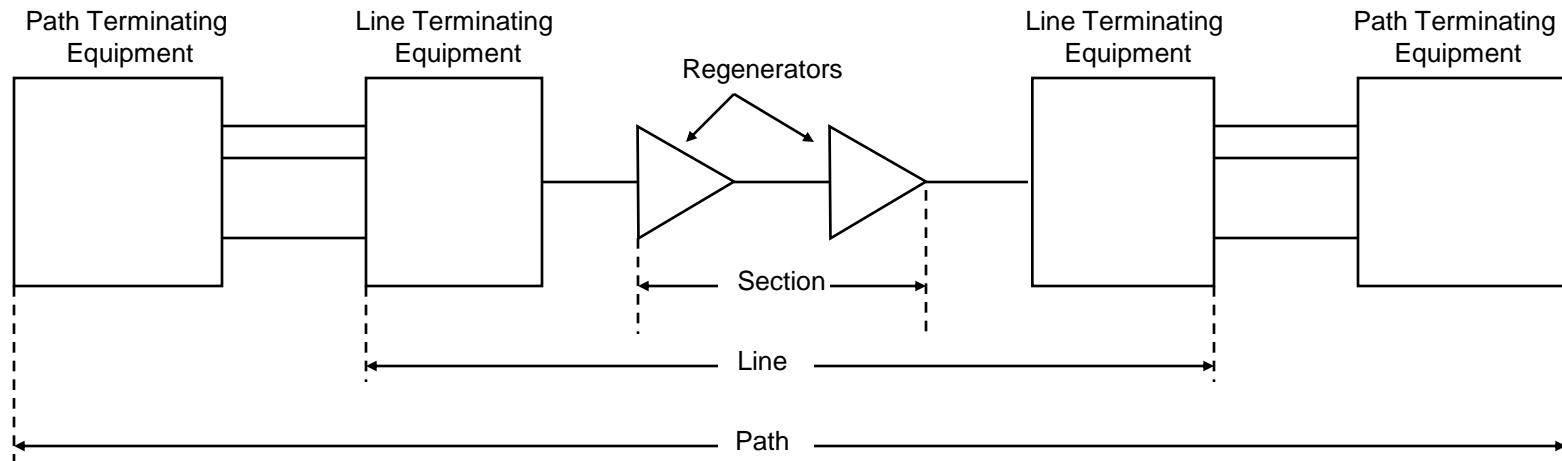 Path Terminating
Equipment
Line Terminating
Equipment
Regenerators
Line Terminating
Equipment
Path Terminating
Equipment
Section
Line
Path